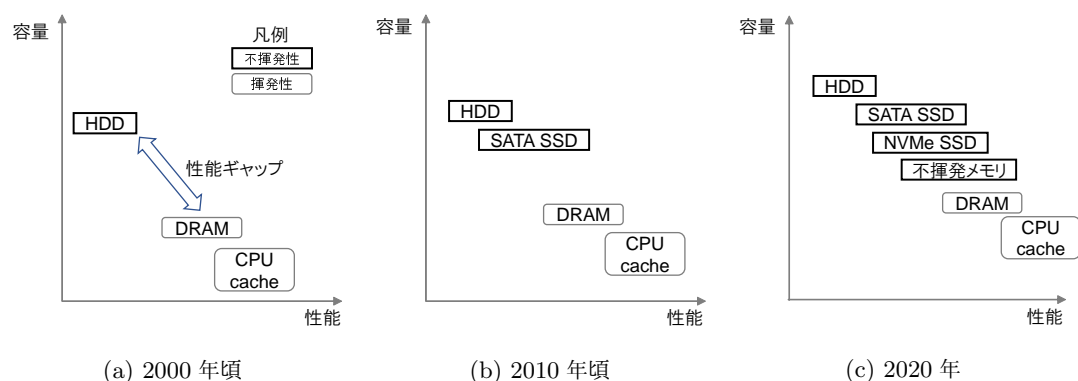 容量
凡例
不揮発性
揮発性
HDD
性能ギャップ
DRAM
CPU
cache
性能
(a) 2000 年頃
容量
HDD
SATA SSD
DRAM
CPU
cache
性能
(b) 2010 年頃
容量
HDD
SATA SSD
NVMe SSD
不揮発メモリ
DRAM
CPU
cache
性能
(c) 2020 年